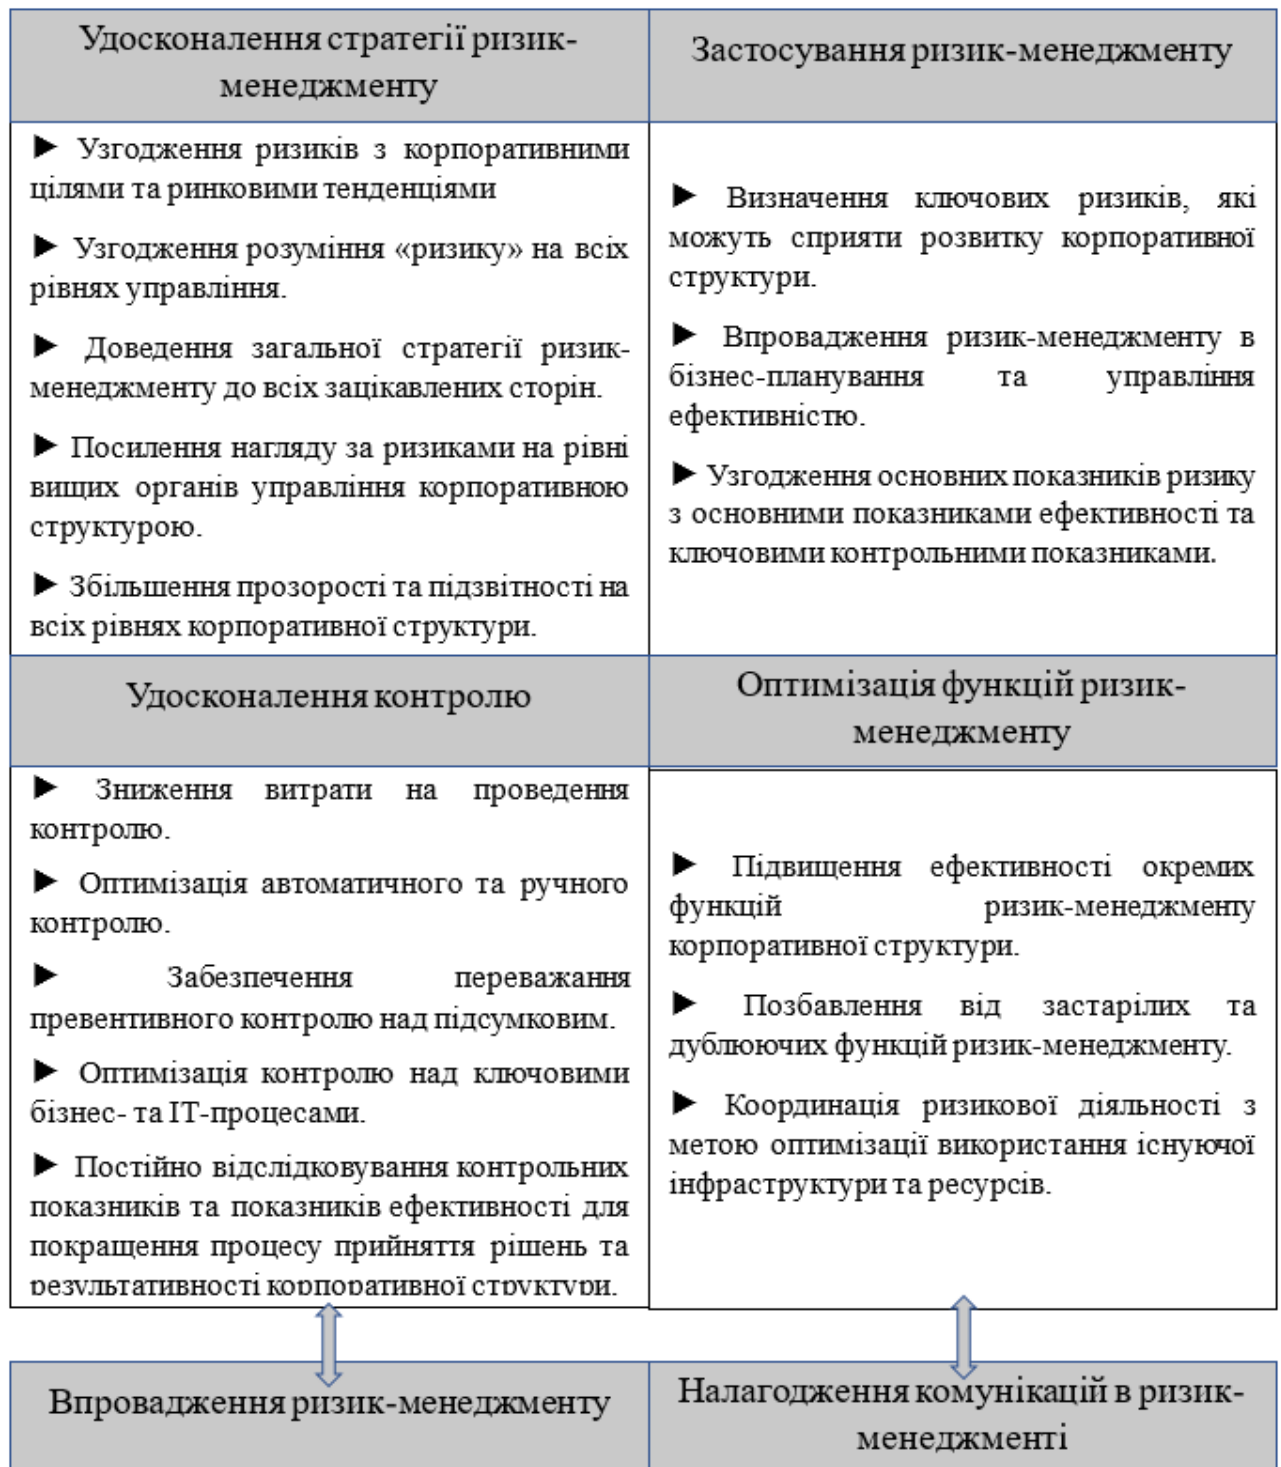 Удосконалення стратегії ризик-
менеджменту
Застосування ризик-менеджменту
► Узгодження ризиків з корпоративними
цілями та ринковими тенденціями
► Узгодження розуміння «ризику» на всіх
рівнях управління.
► Доведення загальної стратегії ризик-
менеджменту до всіх зацікавлених сторін.
► Посилення нагляду за ризиками на рівні
вищих органів управління корпоративною
структурою.
► Збільшення прозорості та підзвітності на
всіх рівнях корпоративної структури.
► Визначення ключових ризиків, які
можуть сприяти розвитку корпоративної
структури.
► Впровадження ризик-менеджменту в
бізнес-планування та управління
ефективністю.
► Узгодження основних показників ризику
з основними показниками ефективності та
ключовими контрольними показниками.
Удосконалення контролю
Оптимізація функцій ризик-
менеджменту
► Зниження витрати на проведення
контролю.
► Оптимізація автоматичного та ручного
контролю.
► Забезпечення переважання
превентивного контролю над підсумковим.
► Оптимізація контролю над ключовими
бізнес- та ІТ-процесами.
► Постійно відслідковування контрольних
показників та показників ефективності для
покращення процесу прийняття рішень та
результативності корпоративної структури.
► Підвищення ефективності окремих
функцій ризик-менеджменту
корпоративної структури.
► Позбавлення від застарілих та
дублюючих функцій ризик-менеджменту.
► Координація ризикової діяльності з
метою оптимізації використання існуючої
інфраструктури та ресурсів.
Впровадження ризик-менеджменту
Налагодження комунікацій в ризик-
менеджменті